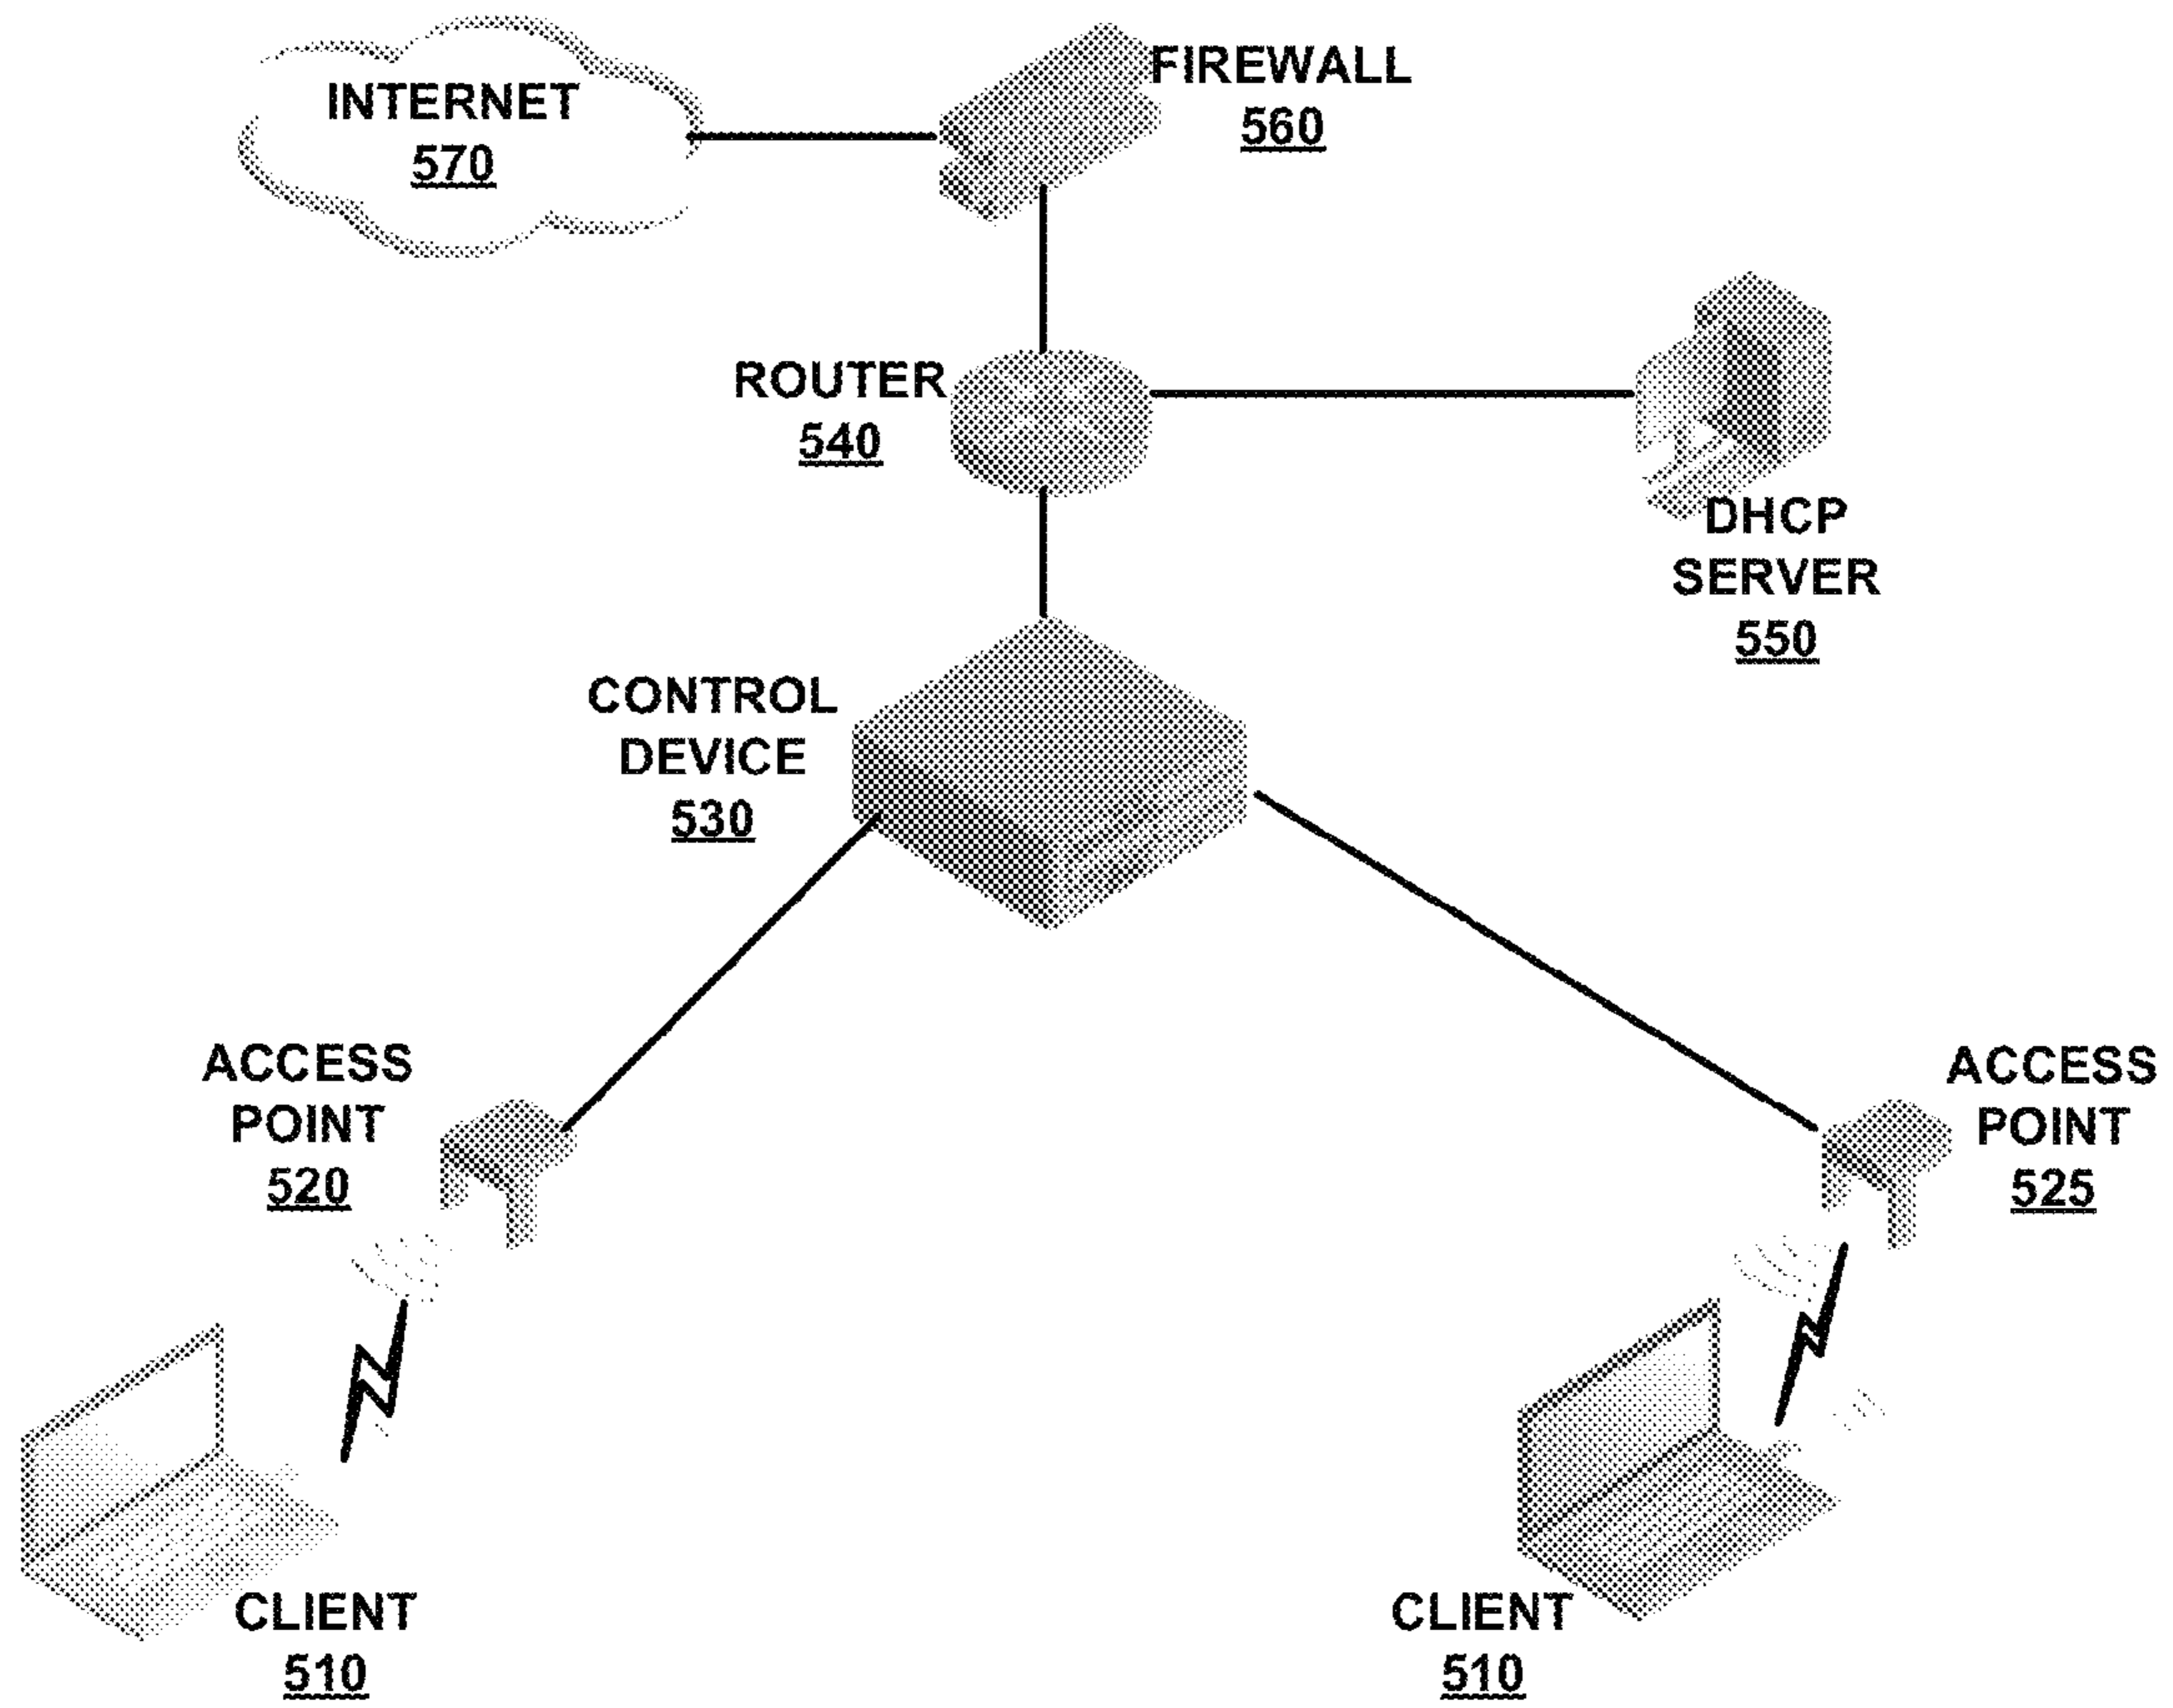 INTERNET
570
FIREWALL
560
ROUTER
540
DHCP
SERVER
550
CONTROL
DEVICE
530
ACCESS
POINT
520
ACCESS
POINT
525
CLIENT
510
CLIENT
510